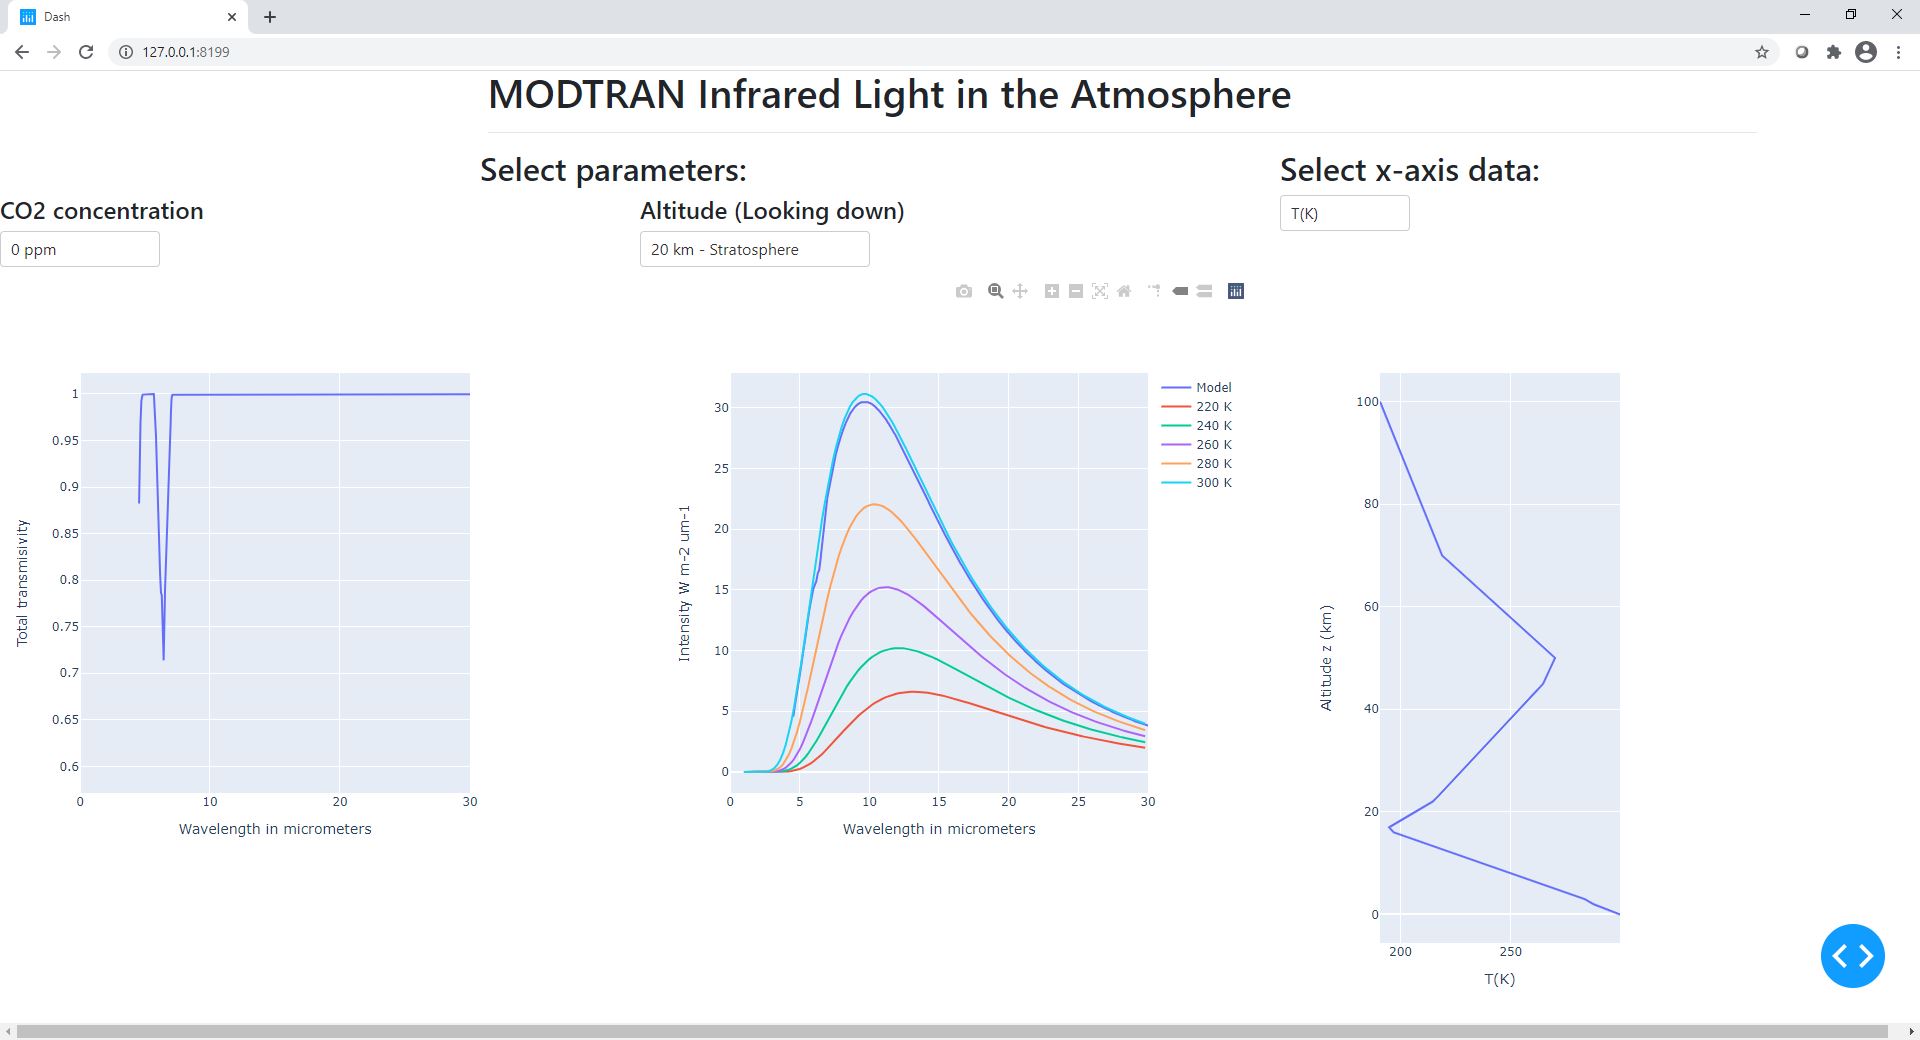 Dash
127.0.0.1:8199
MODTRAN Infrared Light in the Atmosphere
Select parameters:
Select x-axis data:
CO2 concentration
Altitude (Looking down)
T(K)
0 ppm
20 km - Stratosphere
1
0.95
0.9
0.85
0.8
0.75
0.7
0.65
0.6
0
10
20
30
Total transmisivity
Wavelength in micrometers
30
25
20
15
10
5
0
0
5
10
15
20
25
30
Intensity W m-2 um-1
Wavelength in micrometers
Model
220 K
240 K
260 K
280 K
300 K
100
80
60
40
20
0
200
250
Altitude z (km)
T(K)